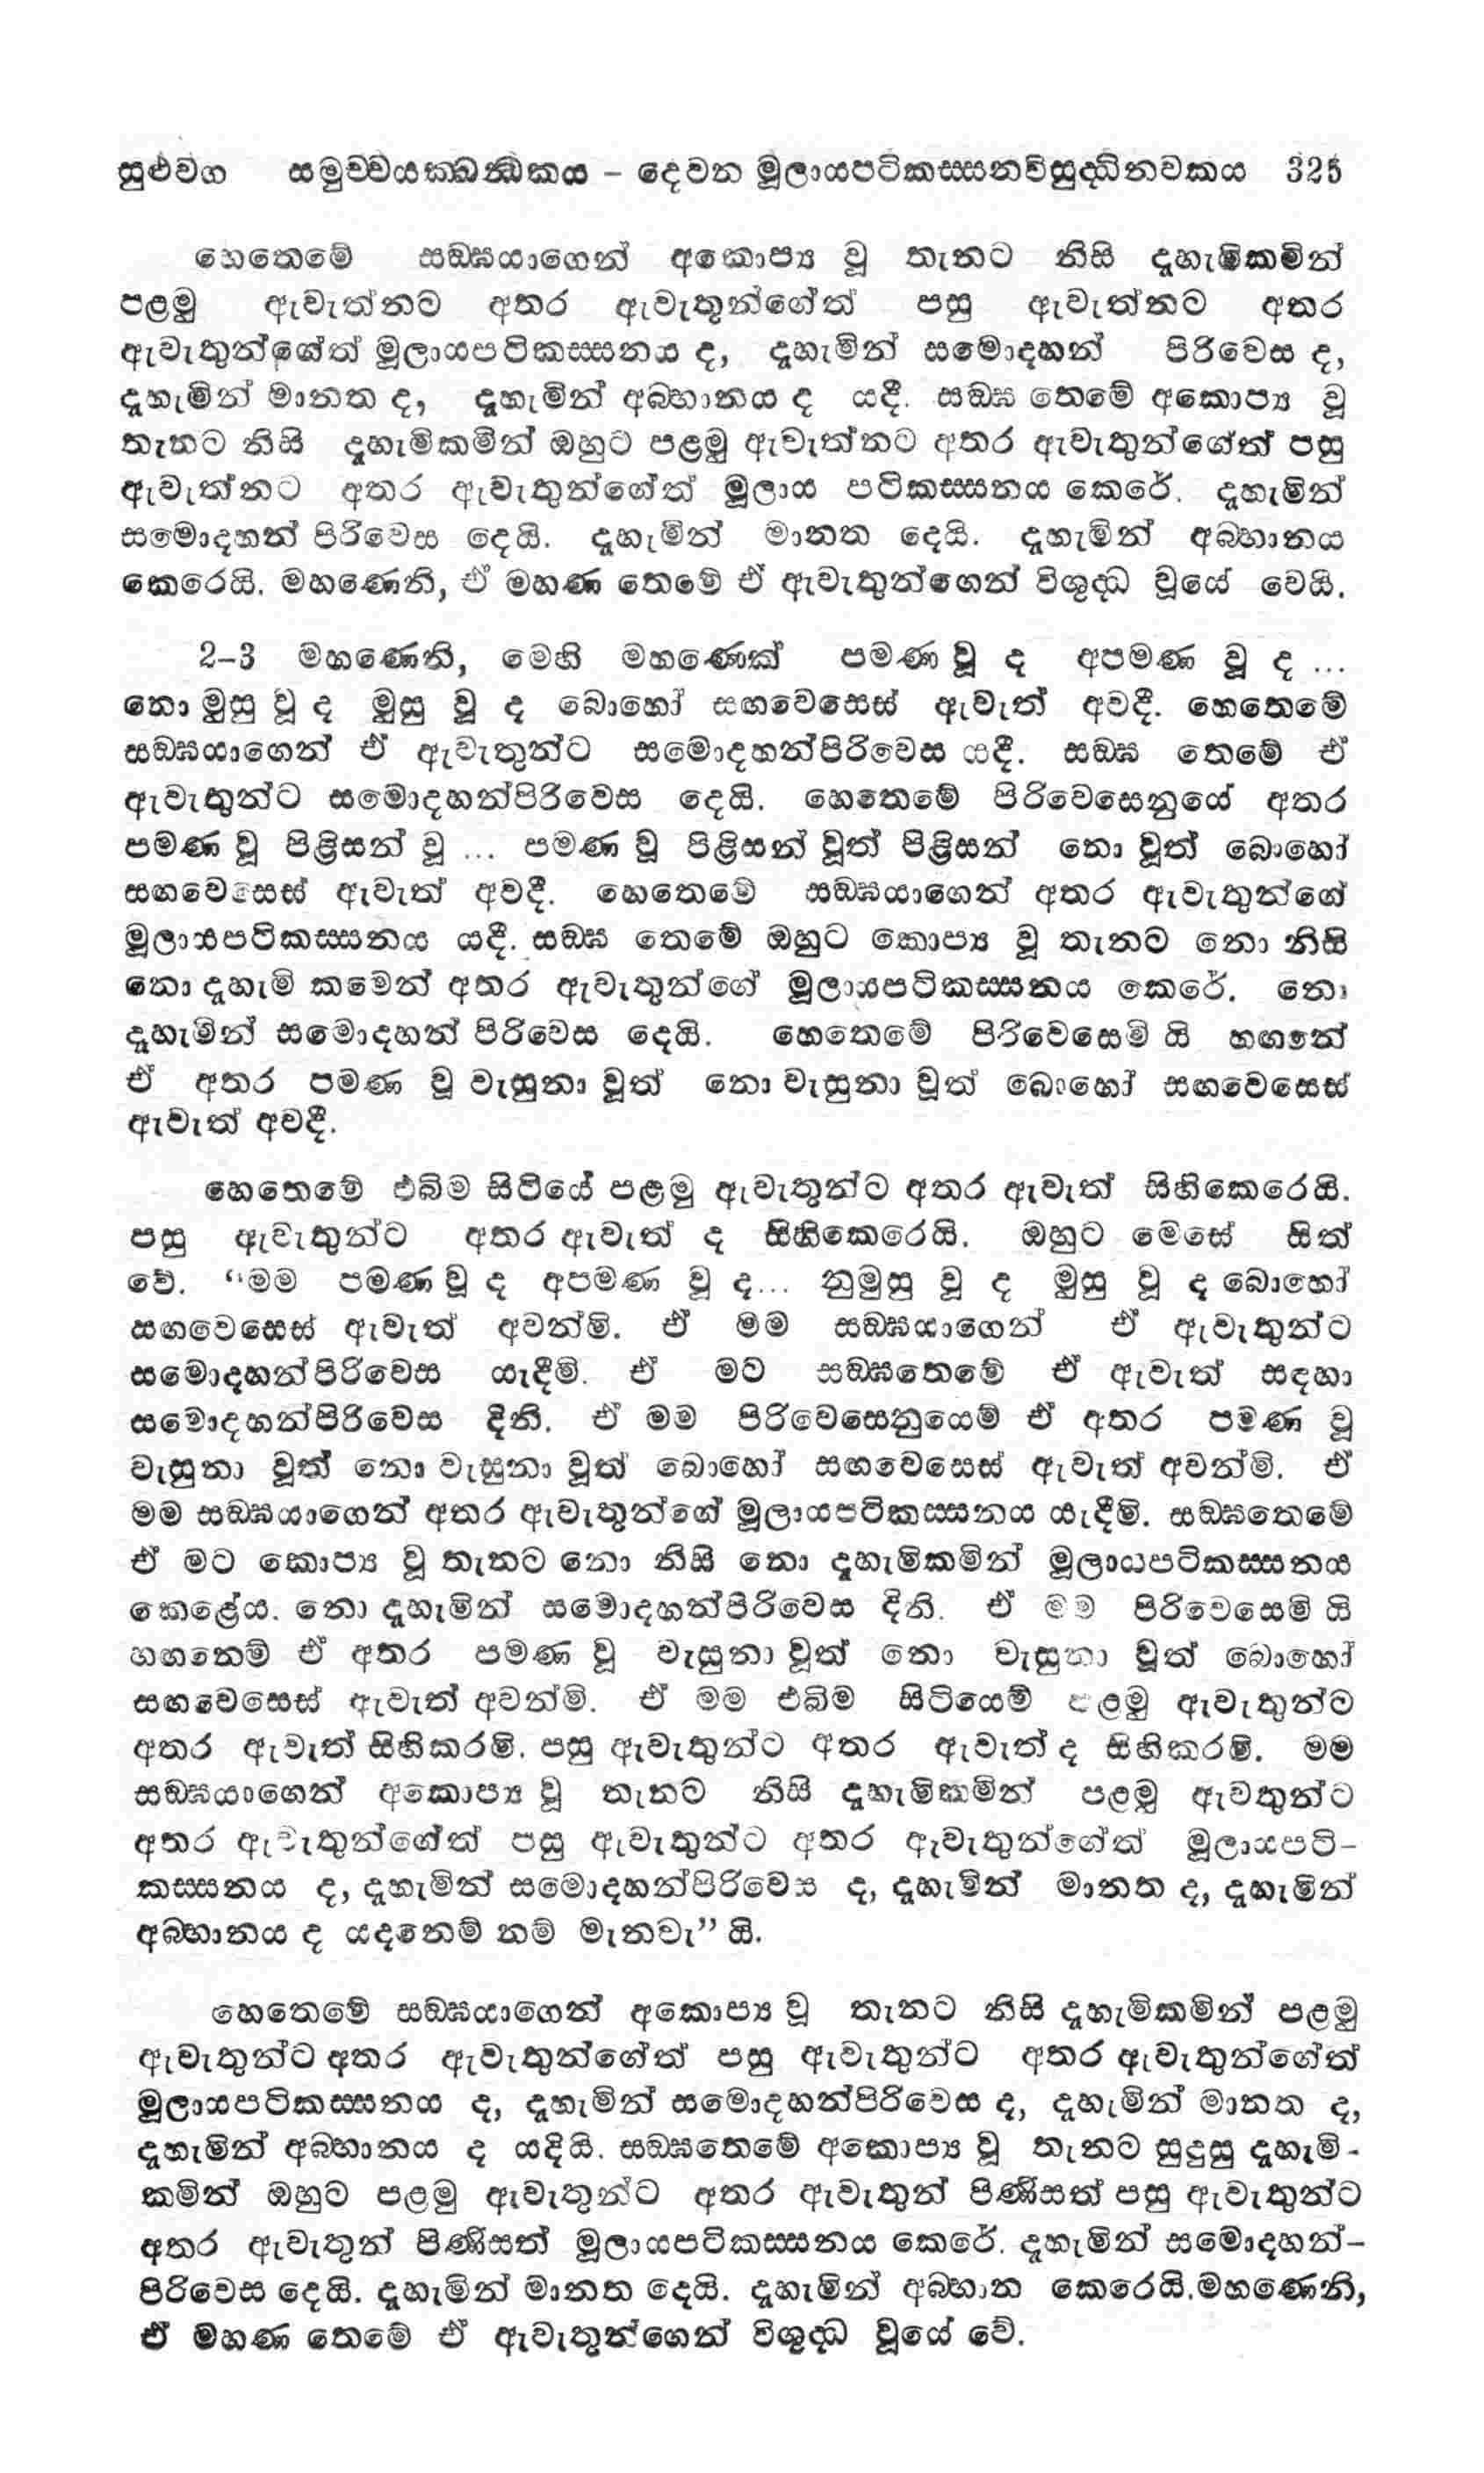 සුළුවග සමුච්චයක්ඛන්ධකය – දෙවන මූලායපටිකස්සනවිසුද්ධිනවකය 325
හෙතෙමේ සඞ්ඝයාගෙන් අකොප්‍ය වූ තැනට නිසි දැහැමිකමින්
පළමු ඇවැත්නට අතර ඇවැතුන්ගේත් පසු ඇවැත්නට අතර
ඇවැතුන්ගේත් මූලායපටිකස්සනය ද, දැහැමින් සමොදහන් පිරිවෙස ද,
දැහැමින් මානත ද, දැහැමින් අබ්භානය ද යදී. සඞ්ඝ තෙමේ අකොප්‍ය වූ
තැනට නිසි දැහැමිකමින් ඔහුට පළමු ඇවැත්නට අතර ඇවැතුන්ගේත් පසු
ඇවැත්නට අතර ඇවැතුන්ගේත් මූලාය පටිකස්සනය කෙරේ. දැහැමින්
සමොදහන් පිරිවෙස දෙයි. දැහැමින් මානත දෙයි. දැහැමින් අබ්භානය
කෙරෙයි. මහණෙනි, ඒ මහණ තෙමේ ඒ ඇවැතුන්ගෙන් විශුද්ධ වූයේ වෙයි.
2–3 මහණෙනි, මෙහි මහණෙක් පමණ වූ ද අපමණ වූ ද ...
නො මුසු වූ ද මුසු වූ ද බොහෝ සඟවෙසෙස් ඇවැත් අවදී. හෙතෙමේ
සඞ්ඝයාගෙන් ඒ ඇවැතුන්ට සමොදහන්පිරිවෙස යදී. සඞ්ඝ තෙමේ ඒ
ඇවැතුන්ට සමොදහන්පිරිවෙස දෙයි. හෙතෙමේ පිරිවෙසෙනුයේ අතර
පමණ වූ පිළිසන් වූ ... පමණ වූ පිළිසන් වූත් පිළිසන් නො වූත් බොහෝ
සඟවෙසෙස් ඇවැත් අවදී. හෙතෙමේ සඞ්ඝයාගෙන් අතර ඇවැතුන්ගේ
මූලායපටිකස්සනය යදී. සඞ්ඝ තෙමේ ඔහුට කොප්‍ය වූ තැනට නො නිසි
නො දැහැමි කමෙන් අතර ඇවැතුන්ගේ මූලායපටිකස්සනය කෙරේ. නො
දැහැමින් සමොදහන් පිරිවෙස දෙයි. හෙතෙමේ පිරිවෙසෙමි යි හඟනේ
ඒ අතර පමණ වූ වැසුනා වූත් නො වැසුනා වූත් බොහෝ සඟවෙසෙස්
ඇවැත් අවදී.
හෙතෙමේ එබිම සිටියේ පළමු ඇවැතුන්ට අතර ඇවැත් සිහිකෙරෙයි.
පසු ඇවැතුන්ට අතර ඇවැත් ද සිහිකෙරෙයි. ඔහුට මෙසේ සිත්
වේ. “මම පමණ වූ ද අපමණ වූ ද... නුමුසු වූ ද මුසු වූ ද බොහෝ
සඟවෙසෙස් ඇවැත් අවන්මි. ඒ මම සඞ්ඝයාගෙන් ඒ ඇවැතුන්ට
සමොදහන්පිරිවෙස යැදීමි. ඒ මට සඞ්ඝතෙමේ ඒ ඇවැත් සඳහා
සමොදහන්පිරිවෙස දිනි. ඒ මම පිරිවෙසෙනුයෙම් ඒ අතර පමණ වූ
වැසුනා වූත් නො වැසුනා වූත් බොහෝ සඟවෙසෙස් ඇවැත් අවන්මි. ඒ
මම සඞ්ඝයාගෙන් අතර ඇවැතුන්ගේ මූලායපටිකස්සනය යැදීමි. සඞ්ඝතෙමේ
ඒ මට කොප්‍ය වූ තැනට නො නිසි නො දැහැමිකමින් මූලායපටිකස්සනය
කෙළේය. නො දැහැමින් සමොදහන්පිරිවෙස දිනි. ඒ මම පිරිවෙසෙමි යි
හඟනෙම් ඒ අතර පමණ වූ වැසුනා වූත් නො වැසුනා වූත් බොහෝ
සඟවෙසෙස් ඇවැත් අවන්මි. ඒ මම එබිම සිටියෙම් පළමු ඇවැතුන්ට
අතර ඇවැත් සිහිකරමි. පසු ඇවැතුන්ට අතර ඇවැත් ද සිහිකරමි. මම
සඞ්ඝයාගෙන් අකොප්‍ය වූ තැනට නිසි දැහැමිකමින් පළමු ඇවතුන්ට
අතර ඇවැතුන්ගේත් පසු ඇවැතුන්ට අතර ඇවැතුන්ගේත් මූලායපටි-
කස්සනය ද, දැහැමින් සමොදහන්පිරිවෙස ද, දැහැමින් මානත ද, දැහැමින්
අබ්භානය ද යදනෙම් නම් මැනවැ” යි.
හෙතෙමේ සඞ්ඝයාගෙන් අකොප්‍ය වූ තැනට නිසි දැහැමිකමින් පළමු
ඇවැතුන්ට අතර ඇවැතුන්ගේත් පසු ඇවැතුන්ට අතර ඇවැතුන්ගේත්
මූලායපටිකස්සනය ද, දැහැමින් සමොදහන්පිරිවෙස ද, දැහැමින් මානත ද,
දැහැමින් අබ්භානය ද යදියි. සඞ්ඝතෙමේ අකොප්‍ය වූ තැනට සුදුසු දැහැමි-
කමින් ඔහුට පළමු ඇවැතුන්ට අතර ඇවැතුන් පිණිසත් පසු ඇවැතුන්ට
අතර ඇවැතුන් පිණිසත් මූලායපටිකස්සනය කෙරේ. දැහැමින් සමොදහන්-
පිරිවෙස දෙයි. දැහැමින් මානත දෙයි. දැහැමින් අබ්භාන කෙරෙයි.මහණෙනි,
ඒ මහණ තෙමේ ඒ ඇවැතුන්ගෙන් විශුද්ධ වූයේ වේ.